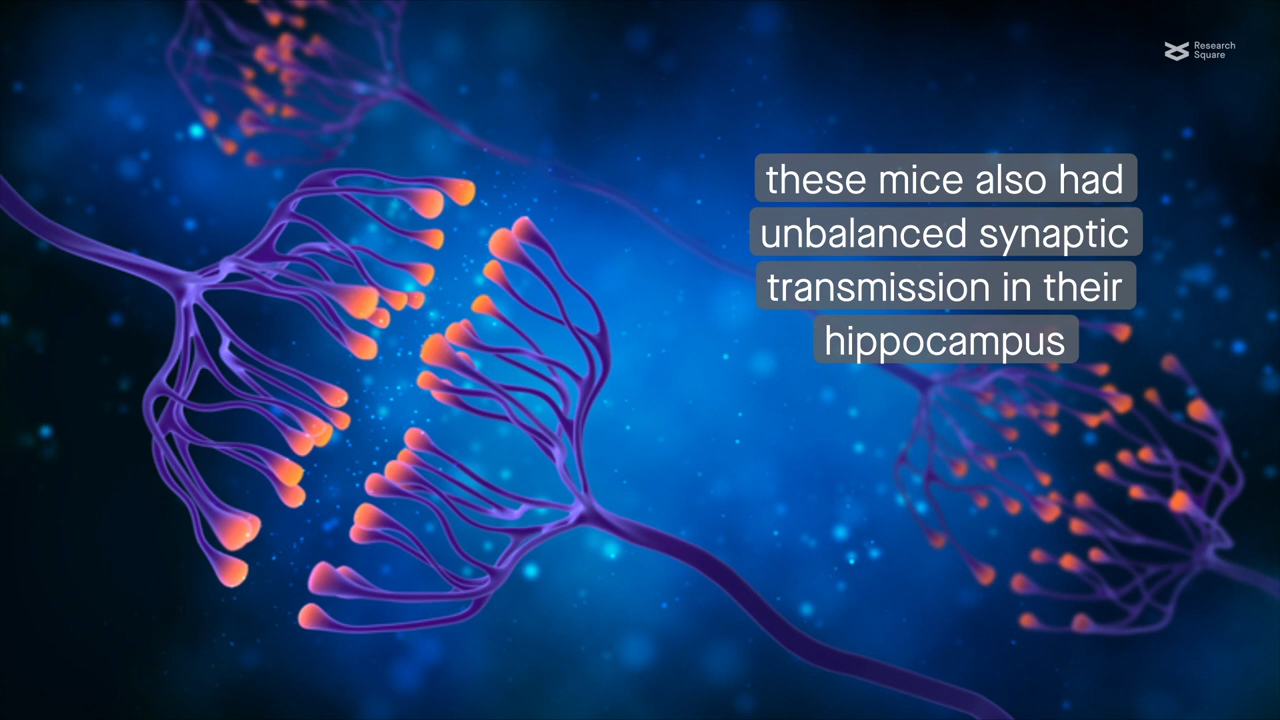 Research
Square
these mice also had
unbalanced synaptic
transmission in their
hippocampus